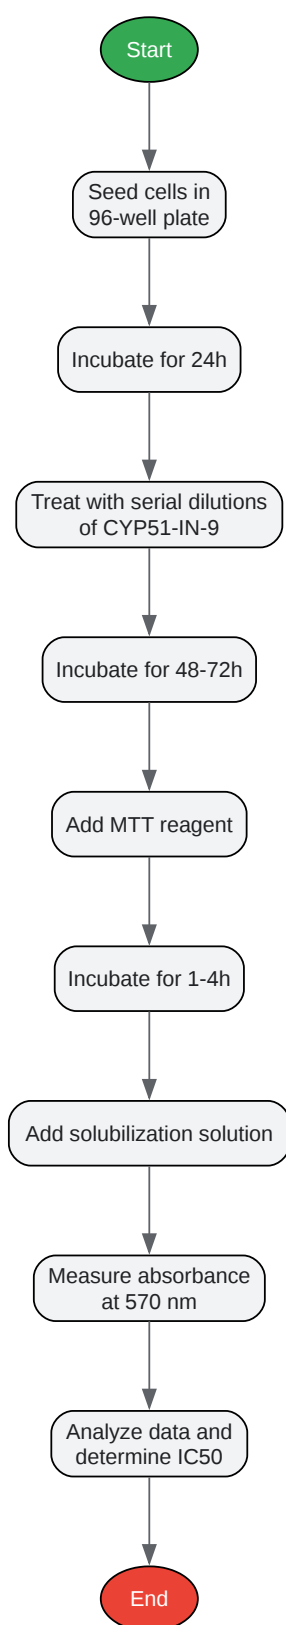 Start
Seed cells in
96-well plate
Incubate for 24h
Treat with serial dilutions
of CYP51-IN-9
Incubate for 48-72h
Add MTT reagent
Incubate for 1-4h
Add solubilization solution
Measure absorbance
at 570 nm
Analyze data and
determine IC50
End